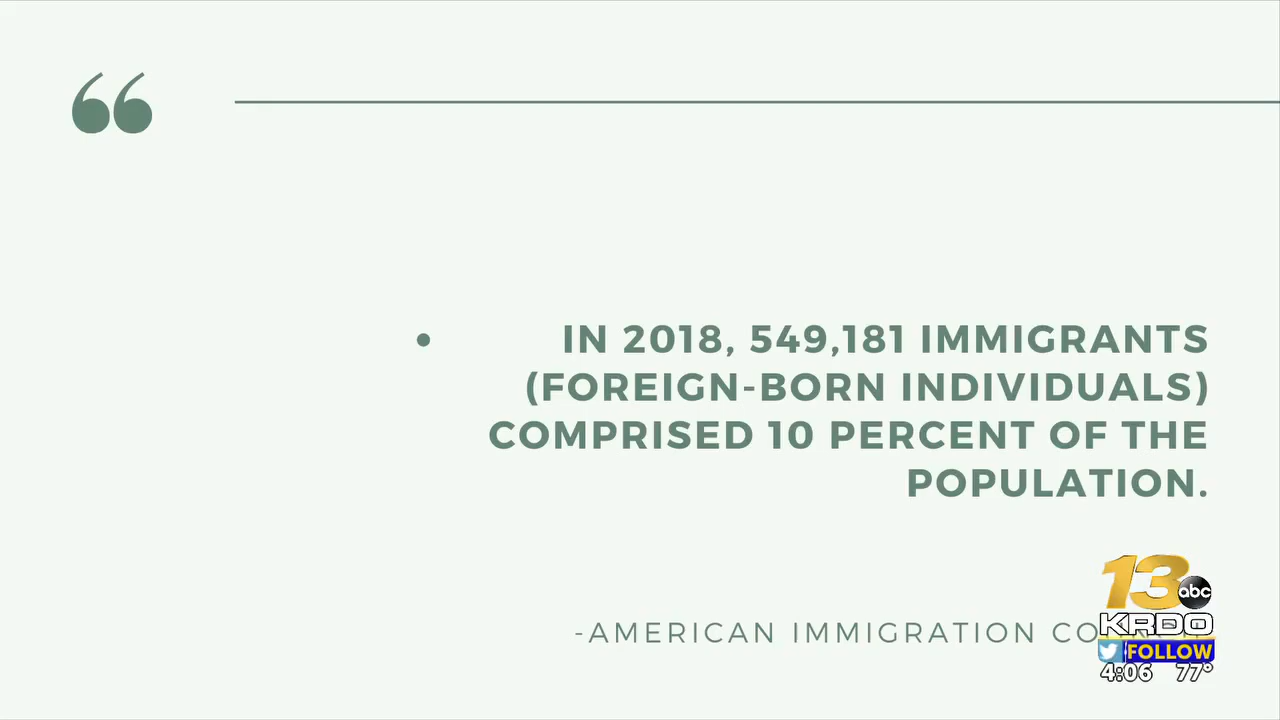 “
• IN 2018, 549,181 IMMIGRANTS
(FOREIGN-BORN INDIVIDUALS)
COMPRISED 10 PERCENT OF THE
POPULATION.
-AMERICAN IMMIGRATION
13
abc
KRDO
FOLLOW
4:06 77°